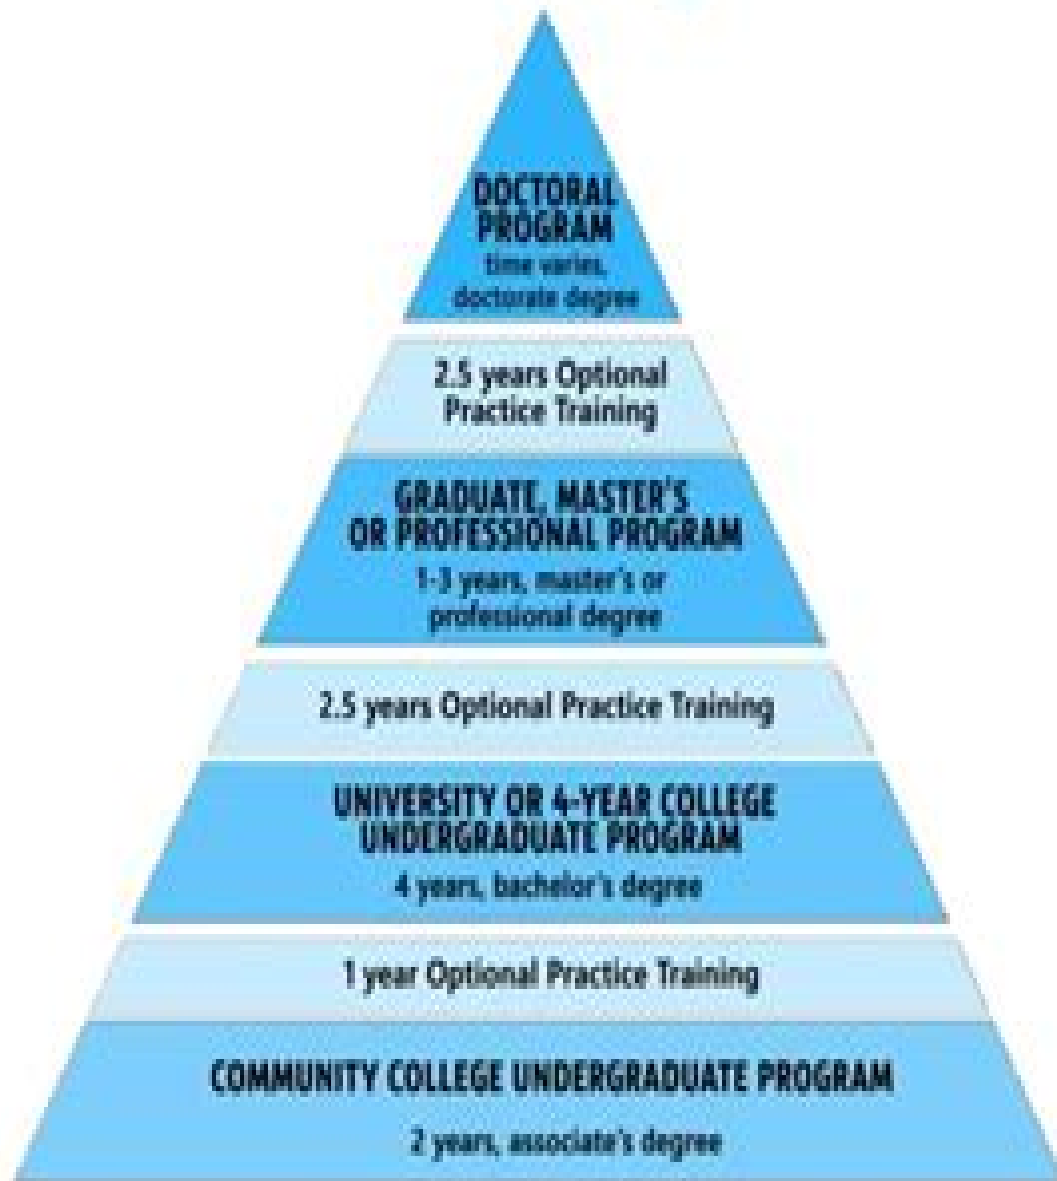 DOCTORAL
PROGRAM
time varies,
doctorate degree
2.5 years Optional
Practice Training
GRADUATE, MASTER'S
OR PROFESSIONAL PROGRAM
1-3 years, master's or
professional degree
2.5 years Optional Practice Training
UNIVERSITY OR 4-YEAR COLLEGE
UNDERGRADUATE PROGRAM
4 years, bachelor's degree
1 year Optional Practice Training
COMMUNITY COLLEGE UNDERGRADUATE PROGRAM
2 years, associate's degree